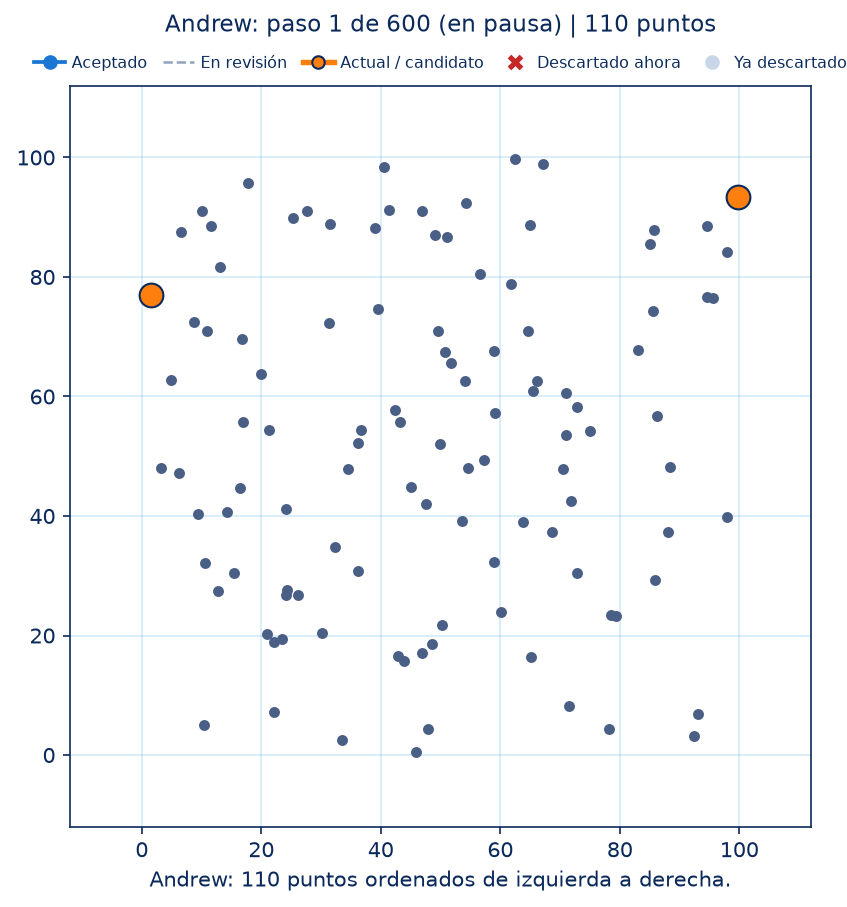 Andrew: paso 1 de 600 (en pausa) | 110 puntos
Aceptado En revisión Actual / candidato Descartado ahora Ya descartado
100
80
60
40
20
0
0 20 40 60 80 100
Andrew: 110 puntos ordenados de izquierda a derecha.